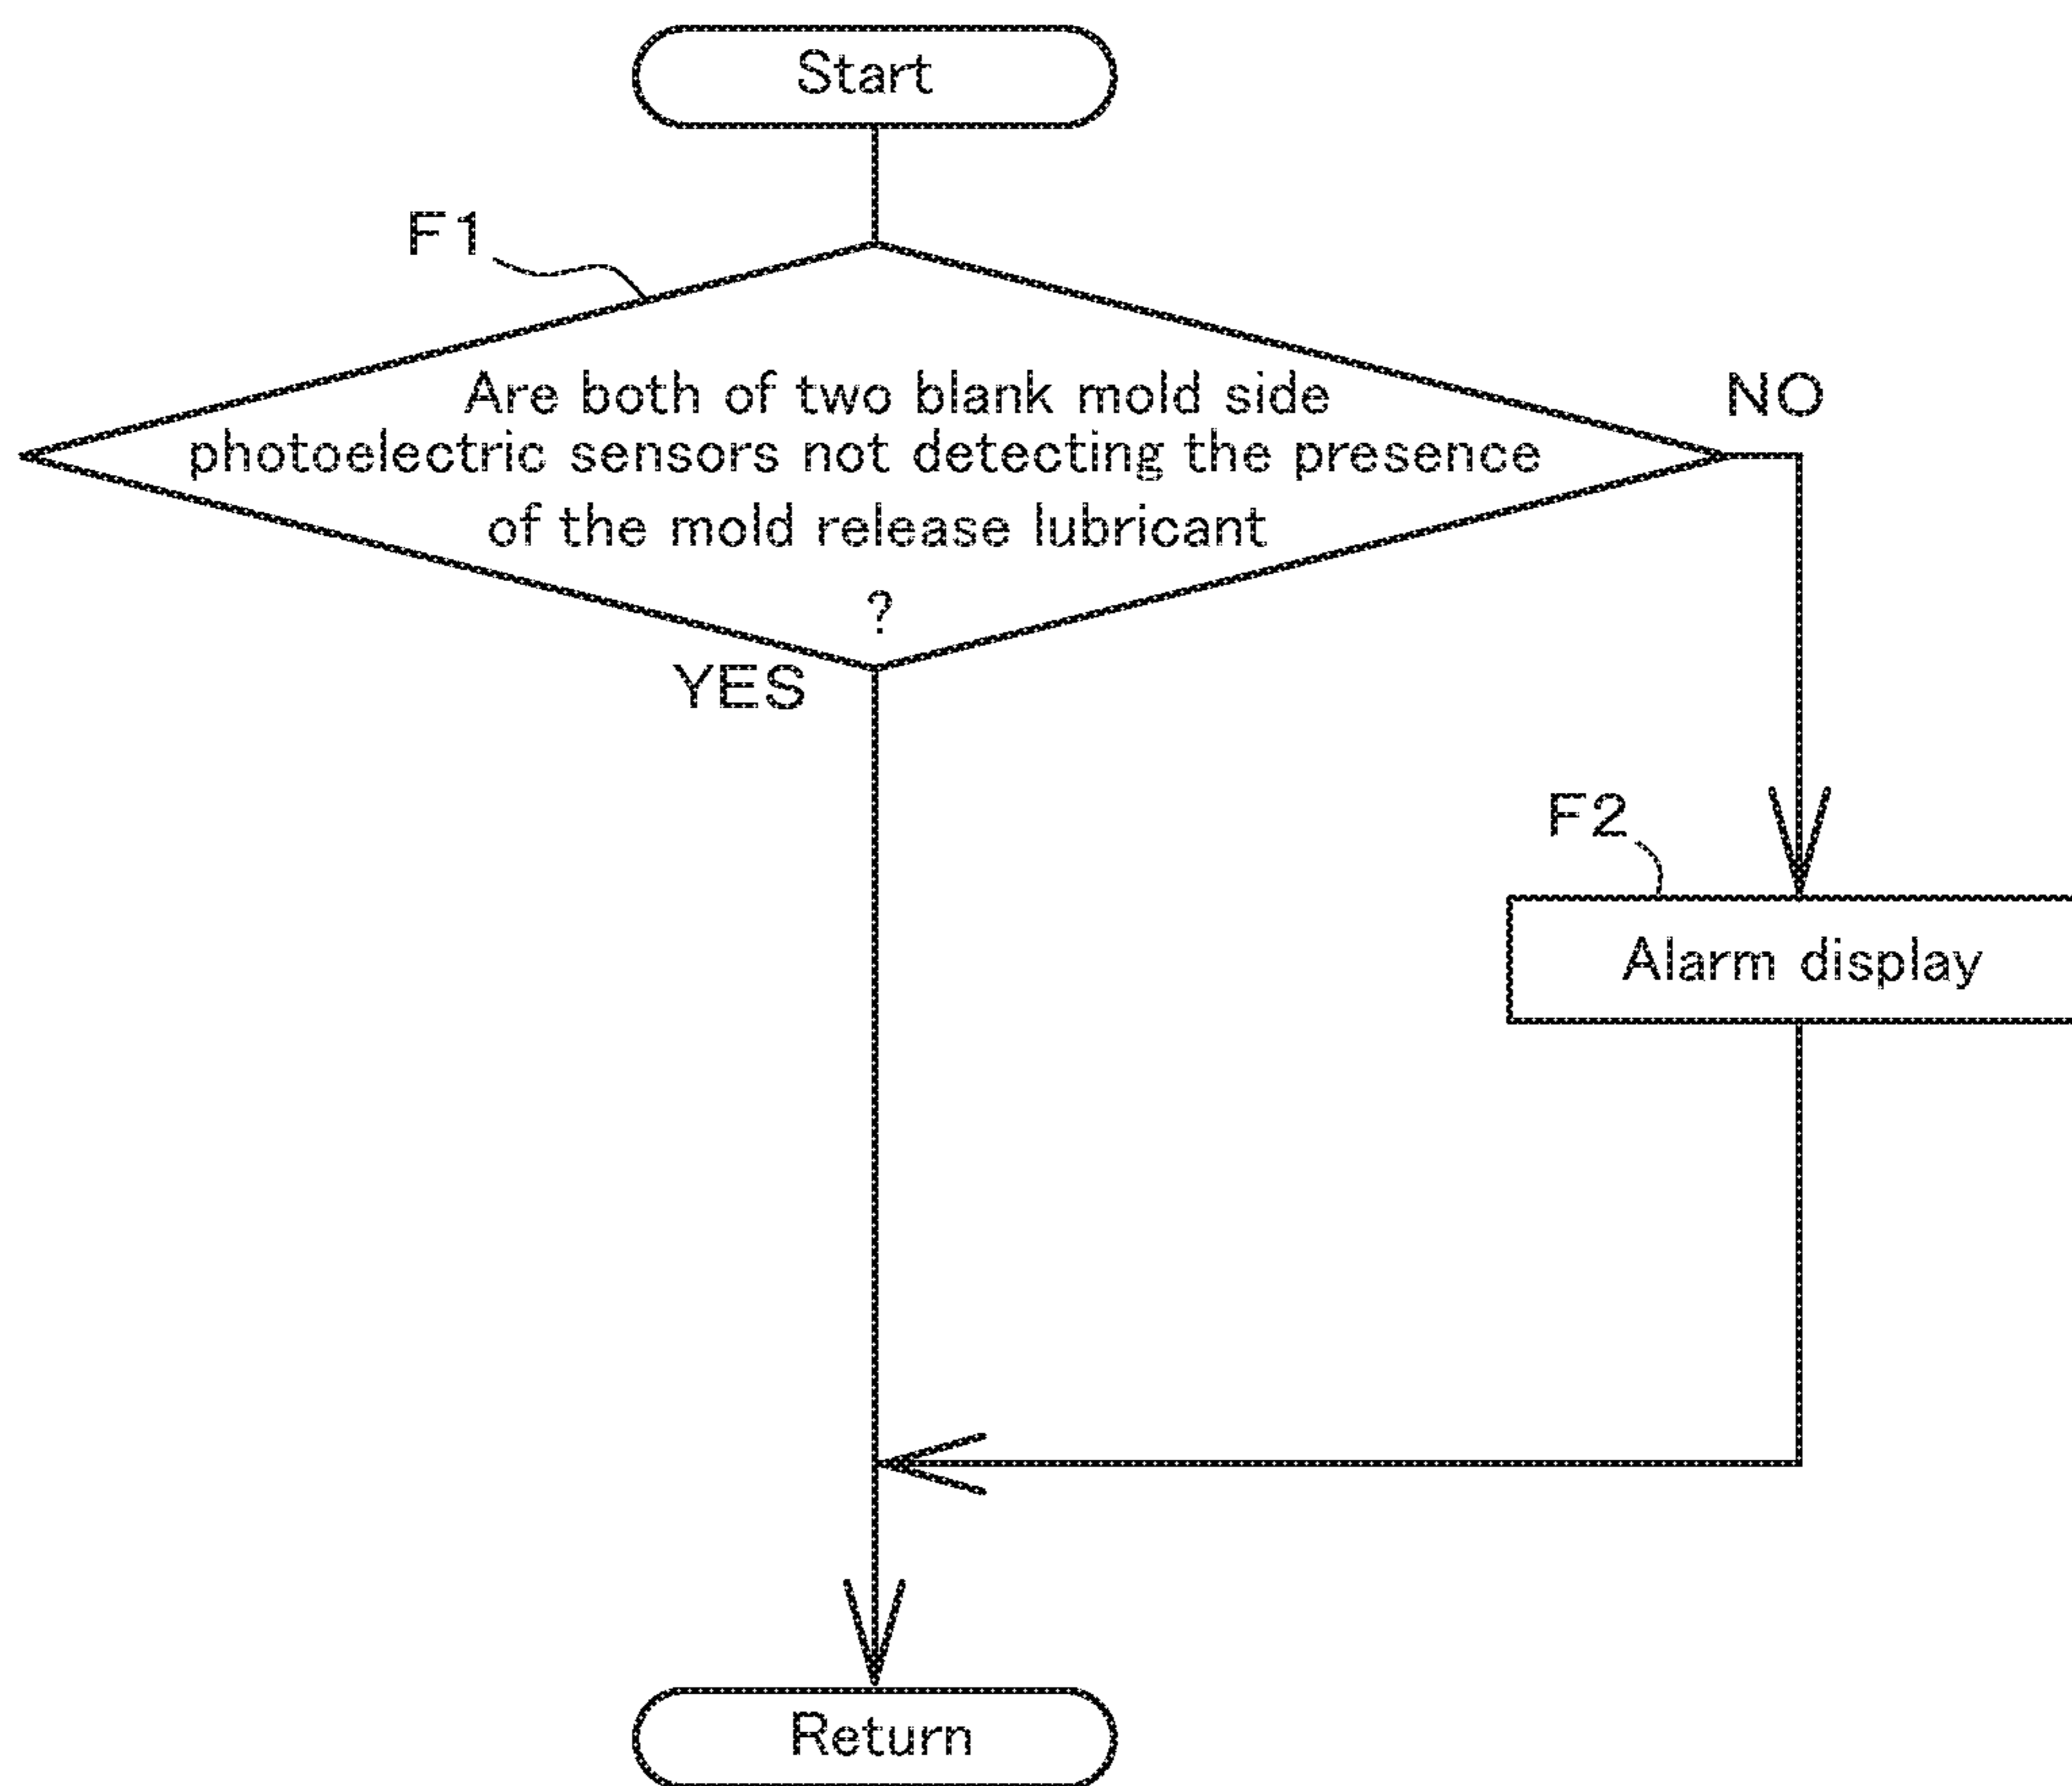 Start
F1
Are both of two blank mold side
photoelectric sensors not detecting the presence
of the mold release lubricant
?
NO
YES
F2
Alarm display
Return